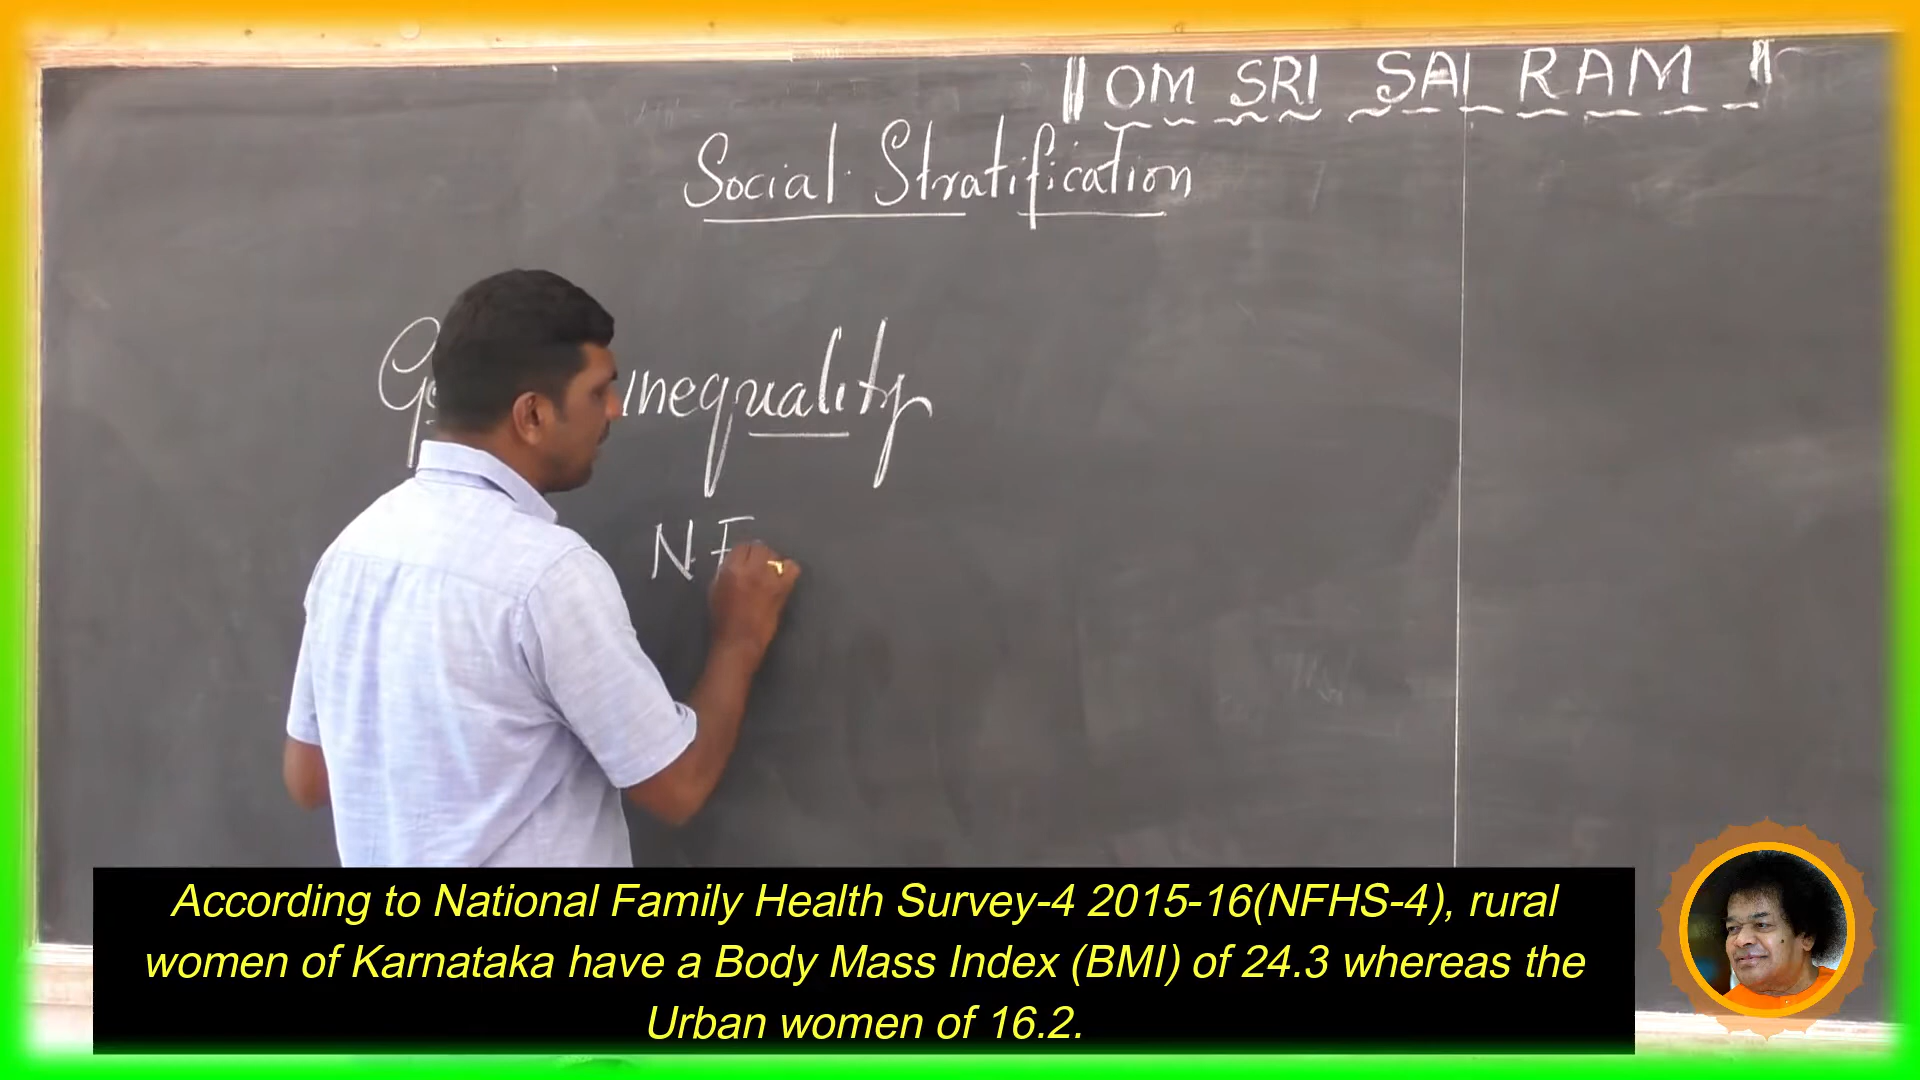 || OM SRI SAI RAM ||
Social Stratification
inequality
N F
According to National Family Health Survey-4 2015-16(NFHS-4), rural
women of Karnataka have a Body Mass Index (BMI) of 24.3 whereas the
Urban women of 16.2.